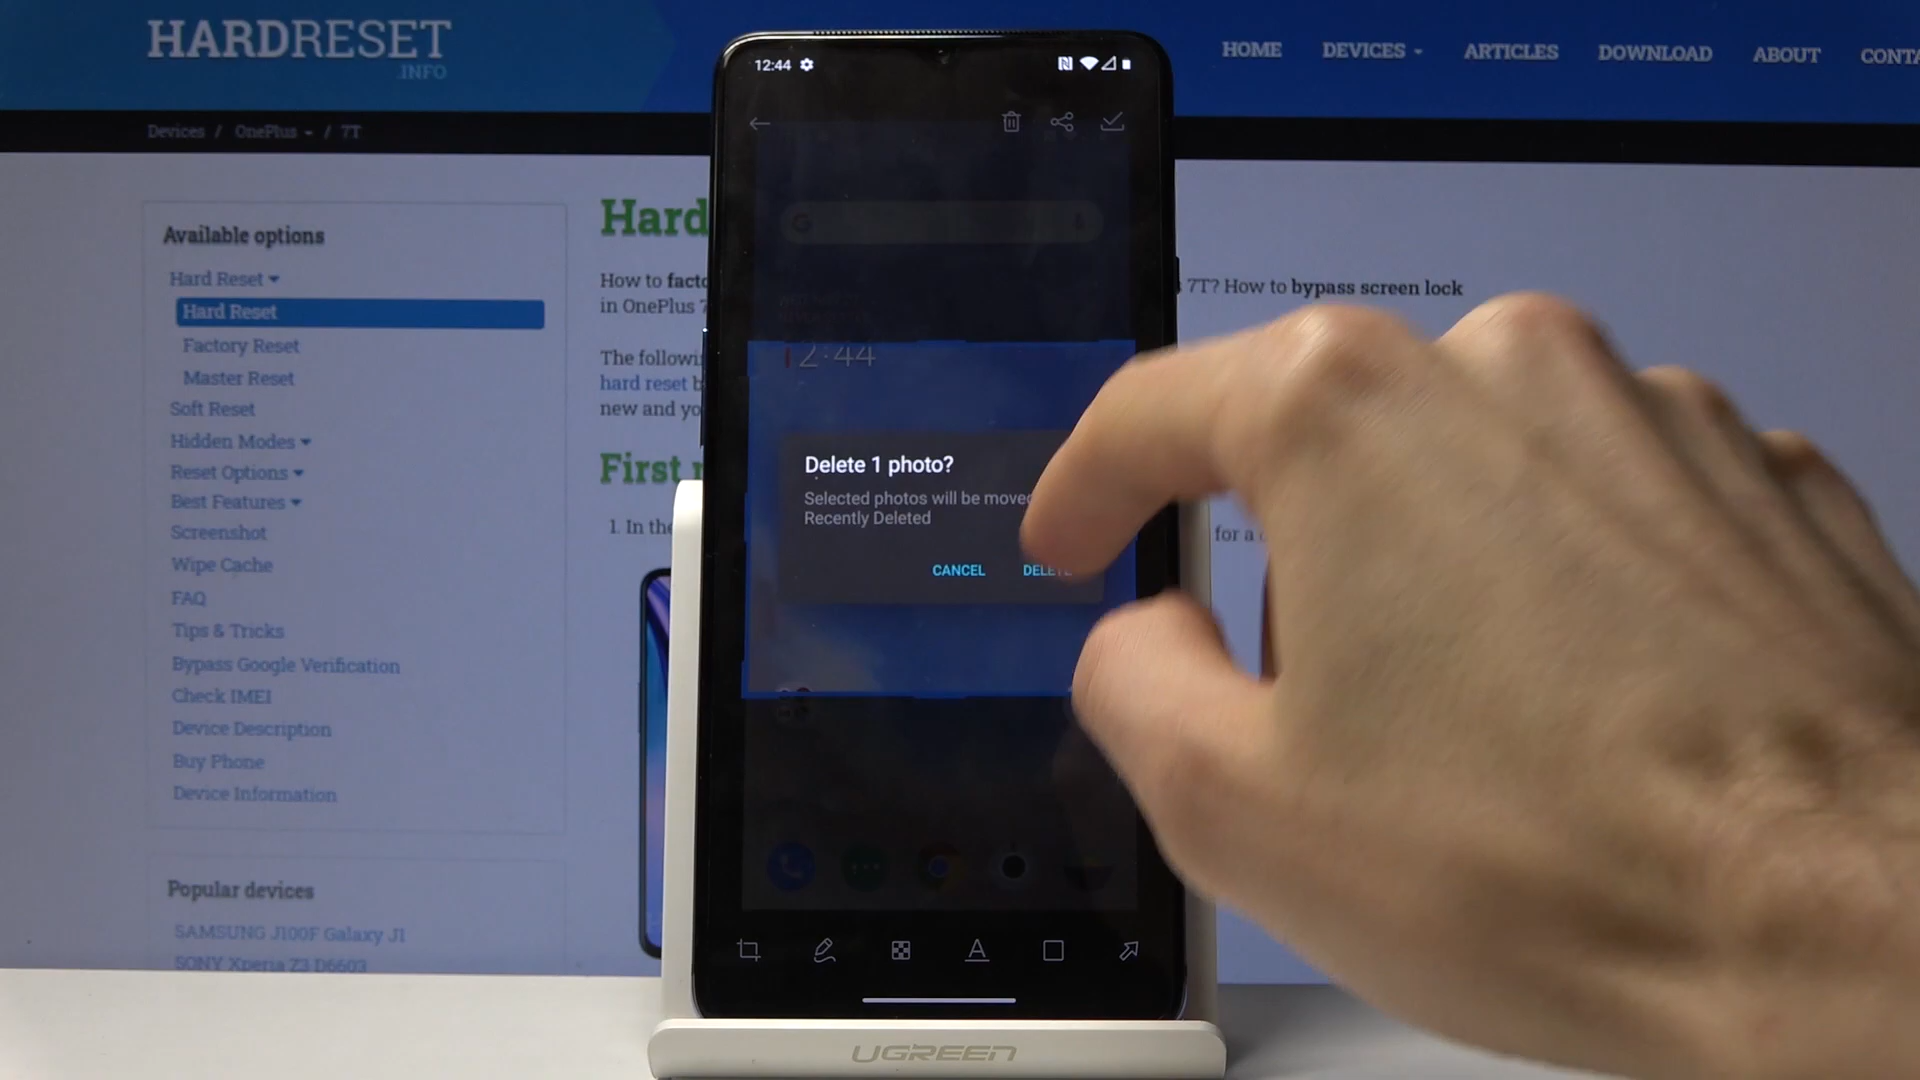 HARDRESET
.INFO
HOME DEVICES ARTICLES DOWNLOAD ABOUT
Devices / OnePlus / 7T
Available options
Hard Reset
Hard Reset
Factory Reset
Master Reset
Soft Reset
Hidden Modes
Reset Options
Best Features
Screenshot
Wipe Cache
FAQ
Tips & Tricks
Bypass Google Verification
Check IMEI
Device Description
Buy Phone
Device Information
Popular devices
SAMSUNG J100F Galaxy J1
SONY Xperia Z3 D6603
Hard
How to
in OnePlus
7T? How to bypass screen lock
The
hard reset
new and
First
1. In the
for a
12:44
2:44
Delete 1 photo?
Selected photos will be moved
Recently Deleted
CANCEL DELETE
A
UGREEN